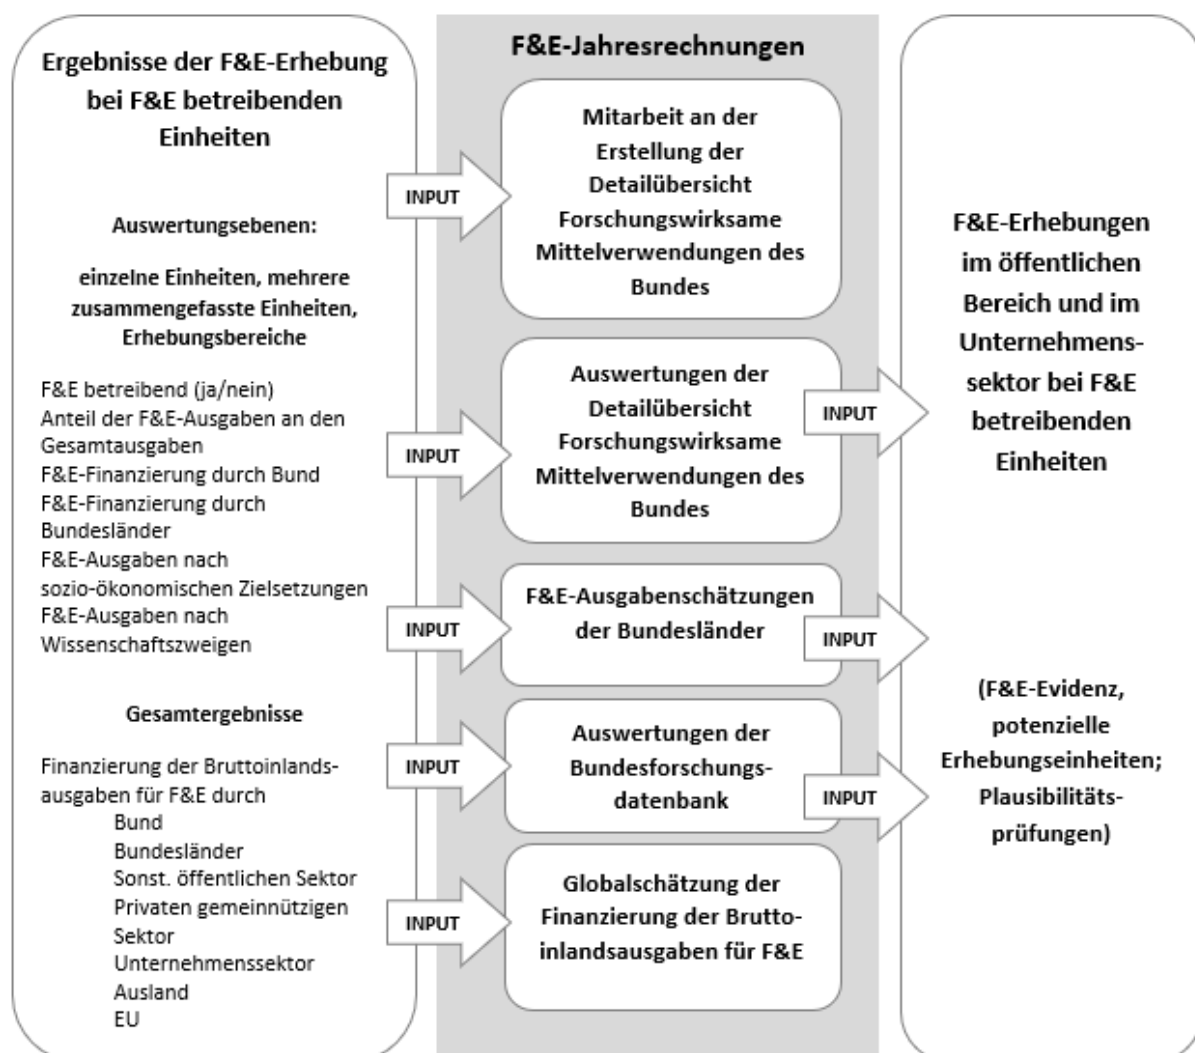 Ergebnisse der F&E-Erhebung
bei F&E betreibenden
Einheiten
Auswertungsebenen:
einzelne Einheiten, mehrere
zusammengefasste Einheiten,
Erhebungsbereiche
F&E betreibend (ja/nein)
Anteil der F&E-Ausgaben an den
Gesamtausgaben
F&E-Finanzierung durch Bund
F&E-Finanzierung durch
Bundesländer
F&E-Ausgaben nach
sozio-ökonomischen Zielsetzungen
F&E-Ausgaben nach
Wissenschaftszweigen
Gesamtergebnisse
Finanzierung der Bruttoinlands-
ausgaben für F&E durch
Bund
Bundesländer
Sonst. öffentlichen Sektor
Privaten gemeinnützigen
Sektor
Unternehmenssektor
Ausland
EU
INPUT
INPUT
INPUT
INPUT
INPUT
F&E-Jahresrechnungen
Mitarbeit an der
Erstellung der
Detailübersicht
Forschungswirksame
Mittelverwendungen des
Bundes
Auswertungen der
Detailübersicht
Forschungswirksame
Mittelverwendungen des
Bundes
F&E-Ausgabenschätzungen
der Bundesländer
Auswertungen der
Bundesforschungs-
datenbank
Globalschätzung der
Finanzierung der Brutto-
inlandsausgaben für F&E
INPUT
INPUT
INPUT
F&E-Erhebungen
im öffentlichen
Bereich und im
Unternehmens-
sektor bei F&E
betreibenden
Einheiten
(F&E-Evidenz,
potenzielle
Erhebungseinheiten;
Plausibilitäts-
prüfungen)